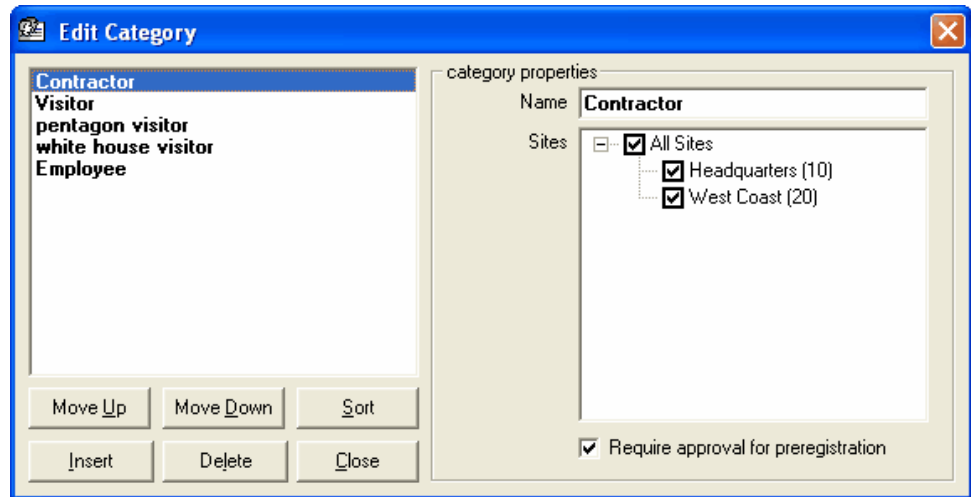 Edit Category
Contractor
Visitor
pentagon visitor
white house visitor
Employee
Move Up
Move Down
Sort
Insert
Delete
Close
category properties
Name
Contractor
Sites
All Sites
Headquarters (10)
West Coast (20)
Require approval for preregistration